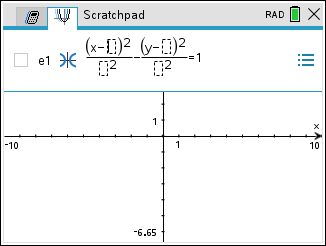 Scratchpad RAD
e1 (x-▯)²/▯² - (y-▯)²/▯² =1
1
x
-10 1 10
-6.65